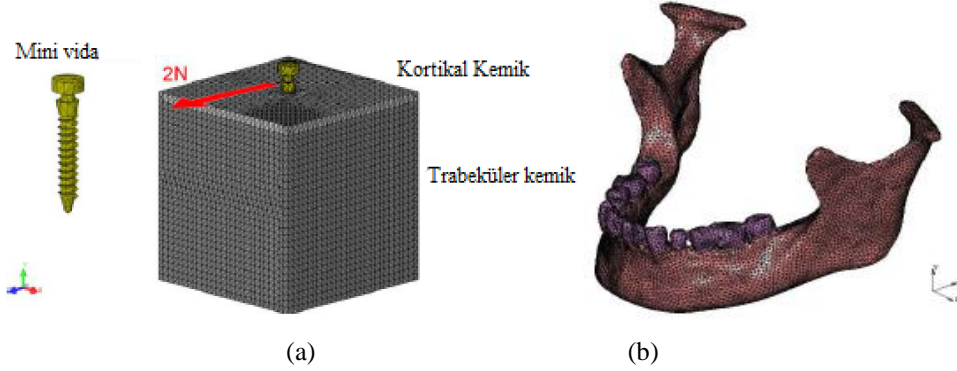 Mini vida
2N
Kortikal Kemik
Trabeküler kemik
(a)
(b)